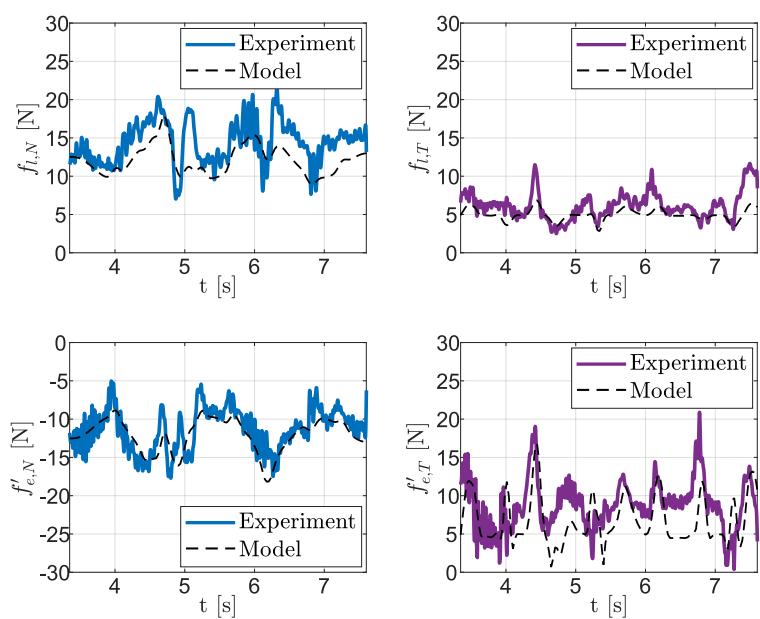 30
25
20
15
10
5
0
4 5 6 7
t [s]
f_{l,N} [N]
Experiment
Model
30
25
20
15
10
5
0
4 5 6 7
t [s]
f_{l,T} [N]
Experiment
Model
0
-5
-10
-15
-20
-25
-30
4 5 6 7
t [s]
f'_{e,N} [N]
Experiment
Model
30
25
20
15
10
5
0
4 5 6 7
t [s]
f'_{e,T} [N]
Experiment
Model